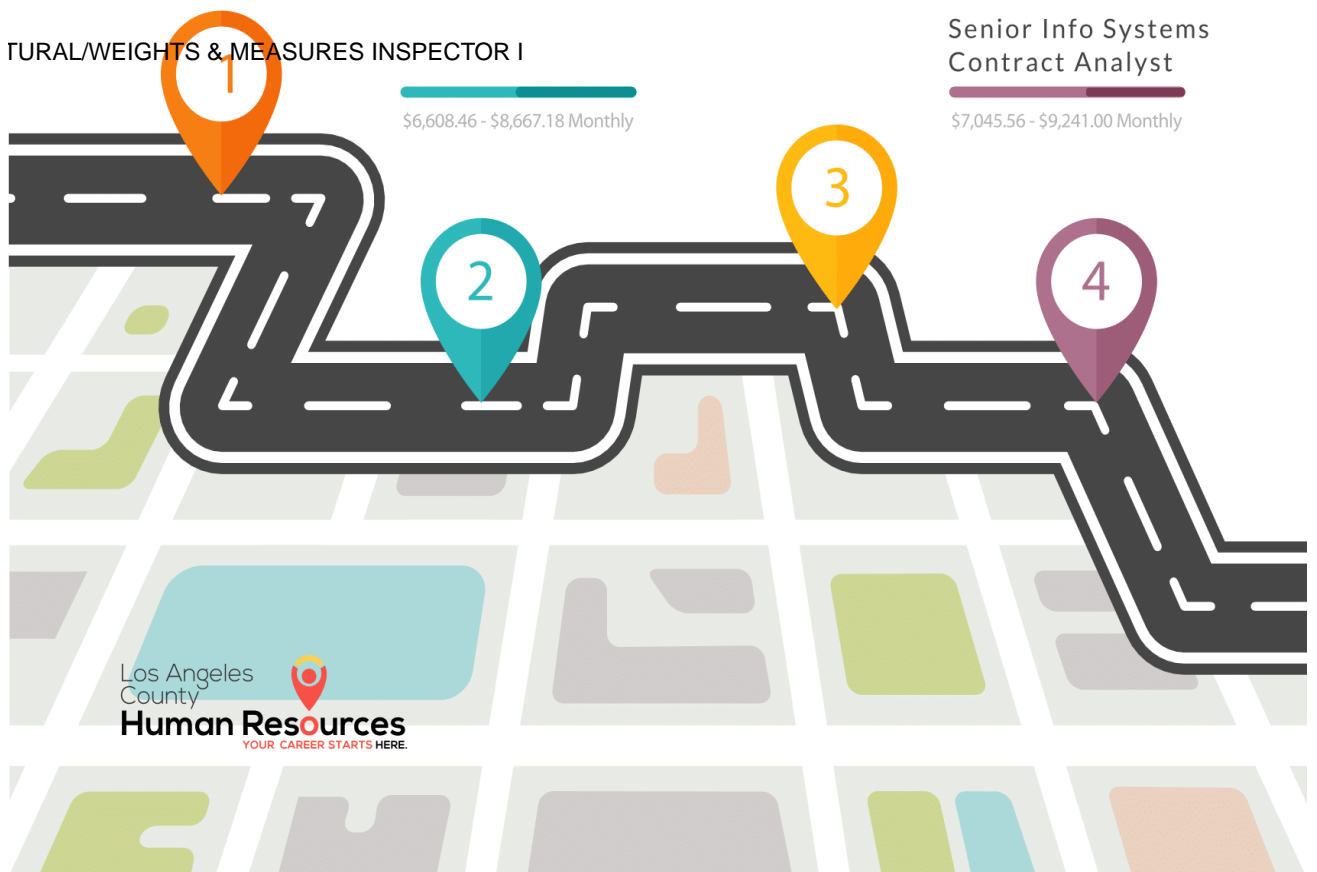 TURAL/WEIGHTS & MEASURES INSPECTOR I
1
$6,608.46 - $8,667.18 Monthly
Senior Info Systems
Contract Analyst
$7,045.56 - $9,241.00 Monthly
3
2
4
Los Angeles
County
Human Resources
YOUR CAREER STARTS HERE.